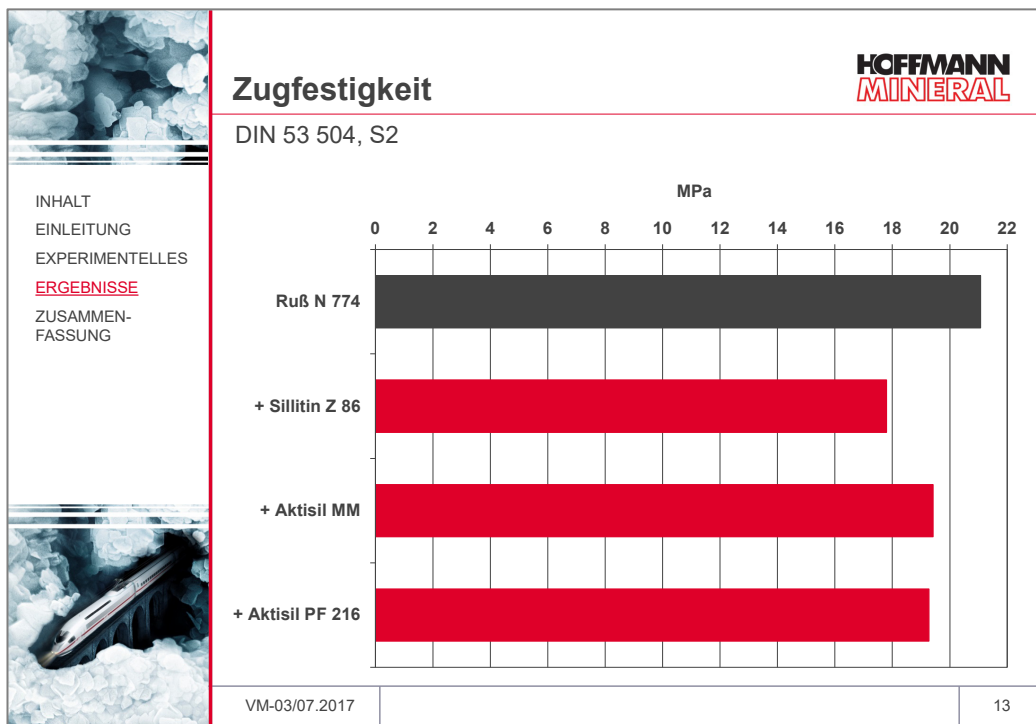 Zugfestigkeit
HOFFMANN
MINERAL
DIN 53 504, S2
INHALT
EINLEITUNG
EXPERIMENTELLES
ERGEBNISSE
ZUSAMMEN-
FASSUNG
MPa
0 2 4 6 8 10 12 14 16 18 20 22
Ruß N 774
+ Sillitin Z 86
+ Aktisil MM
+ Aktisil PF 216
VM-03/07.2017
13